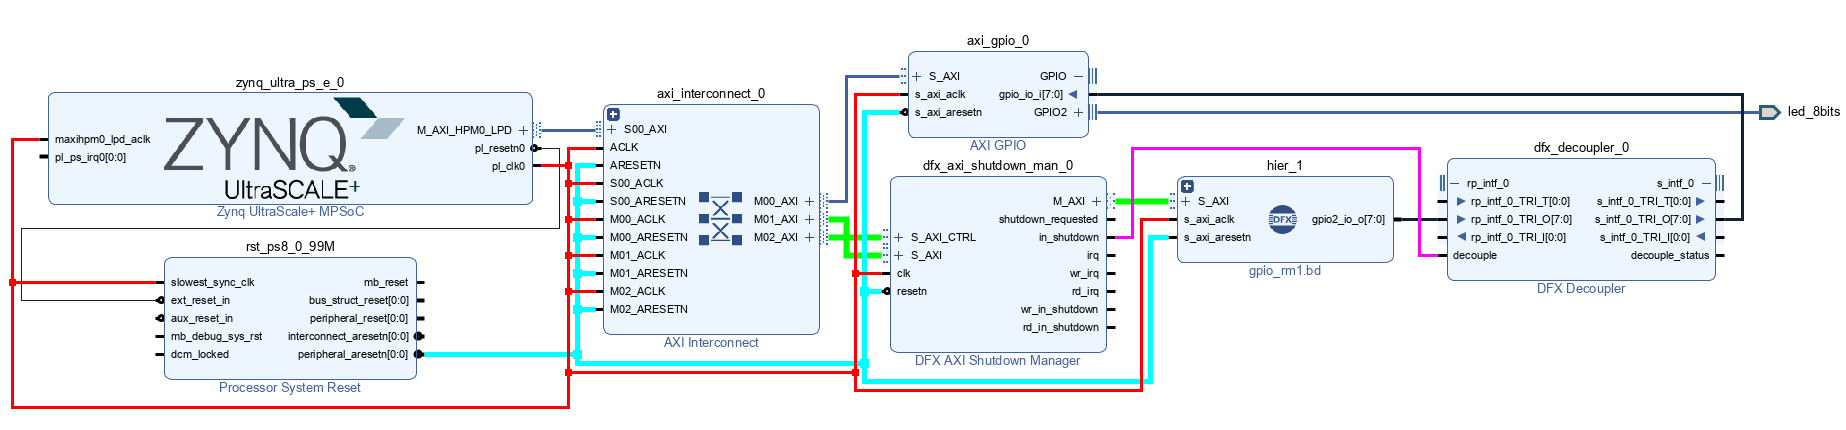 zynq_ultra_ps_e_0
maxihpm0_lpd_aclk
pl_ps_irq0[0:0]
ZYNQ®
UltraSCALE+
M_AXI_HPM0_LPD
pl_resetn0
pl_clk0
Zynq UltraScale+ MPSoC
rst_ps8_0_99M
slowest_sync_clk
ext_reset_in
aux_reset_in
mb_debug_sys_rst
dcm_locked
mb_reset
bus_struct_reset[0:0]
peripheral_reset[0:0]
interconnect_aresetn[0:0]
peripheral_aresetn[0:0]
Processor System Reset
axi_interconnect_0
S00_AXI
ACLK
ARESETN
S00_ACLK
S00_ARESETN
M00_ACLK
M00_ARESETN
M01_ACLK
M01_ARESETN
M02_ACLK
M02_ARESETN
M00_AXI
M01_AXI
M02_AXI
AXI Interconnect
axi_gpio_0
S_AXI
s_axi_aclk
s_axi_aresetn
GPIO
gpio_io_i[7:0]
GPIO2
AXI GPIO
dfx_axi_shutdown_man_0
S_AXI_CTRL
S_AXI
clk
resetn
M_AXI
shutdown_requested
in_shutdown
irq
wr_irq
rd_irq
wr_in_shutdown
rd_in_shutdown
DFX AXI Shutdown Manager
hier_1
S_AXI
s_axi_aclk
s_axi_aresetn
DFX
gpio2_io_o[7:0]
gpio_rm1.bd
dfx_decoupler_0
rp_intf_0
rp_intf_0_TRI_T[0:0]
rp_intf_0_TRI_O[7:0]
rp_intf_0_TRI_I[0:0]
decouple
s_intf_0
s_intf_0_TRI_T[0:0]
s_intf_0_TRI_O[7:0]
s_intf_0_TRI_I[0:0]
decouple_status
DFX Decoupler
led_8bits